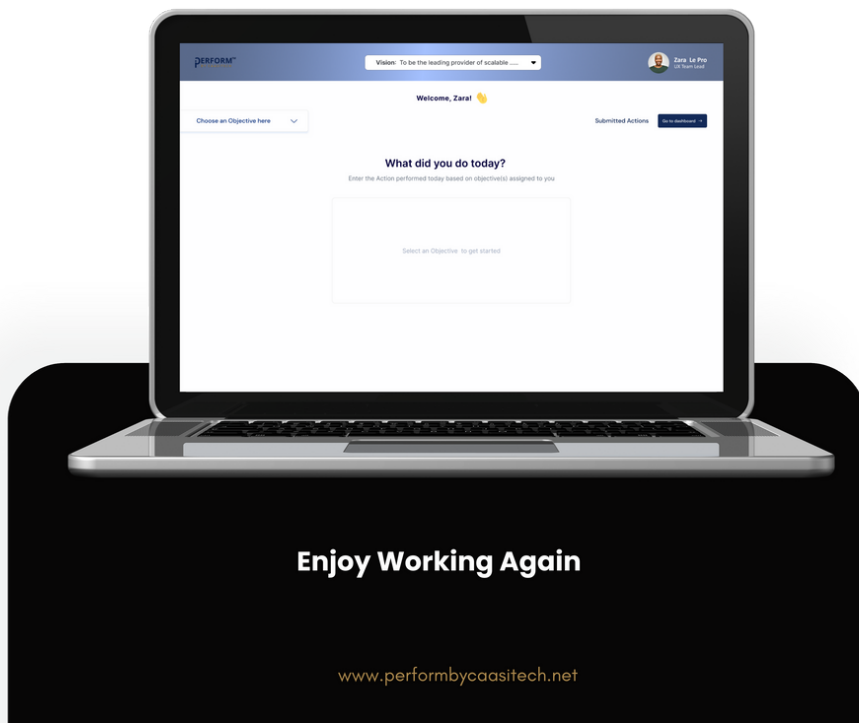 PERFORM™
Vision: To be the leading provider of scalable .....
Zara Le Pro
UX Team Lead
Welcome, Zara! 👋
Choose an Objective here
Submitted Actions
Go to dashboard →
What did you do today?
Enter the Action performed today based on objective(s) assigned to you
Select an Objective to get started
Enjoy Working Again
www.performbycaasitech.net